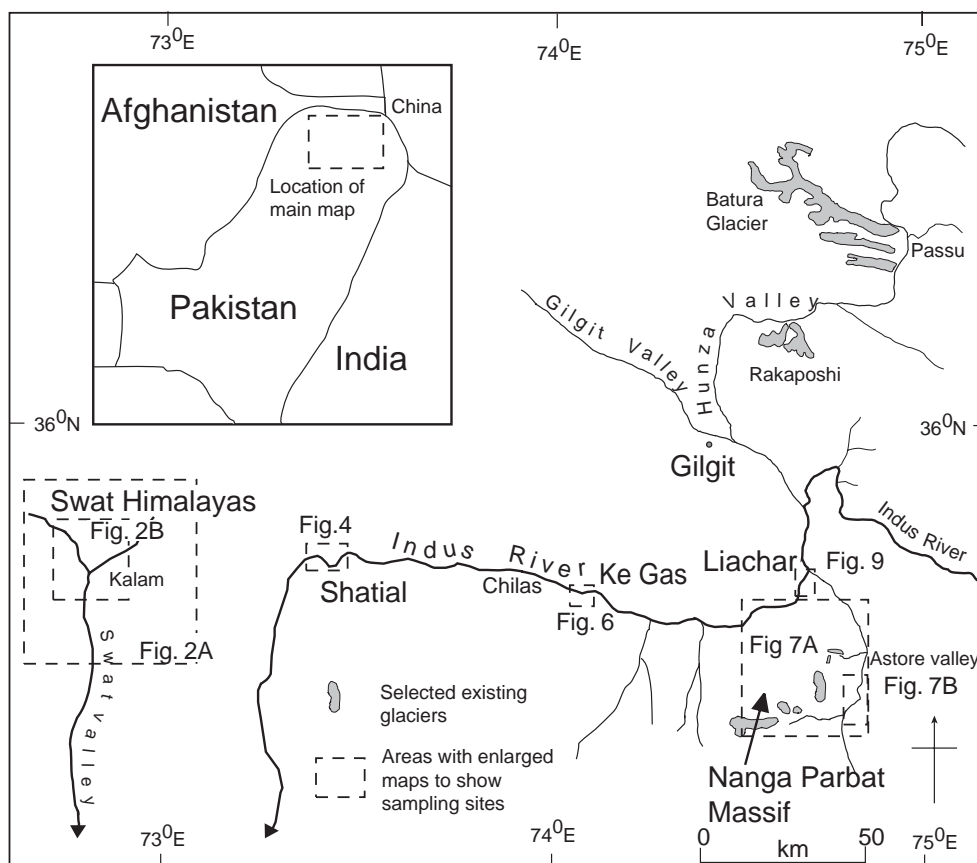 73⁰E
74⁰E
75⁰E
Afghanistan
China
Location of
main map
Pakistan
India
Batura
Glacier
Passu
Gilgit Valley
Hunza Valley
Rakaposhi
36⁰N
36⁰N
Gilgit
Swat Himalayas
Fig. 2B
Kalam
Fig. 2A
Swat valley
Fig.4
Shatial
Indus River
Chilas
Ke Gas
Fig. 6
Liachar
Fig. 9
Indus River
Fig 7A
Astore valley
Fig. 7B
Selected existing
glaciers
Areas with enlarged
maps to show
sampling sites
Nanga Parbat
Massif
0 50
km
73⁰E
74⁰E
75⁰E